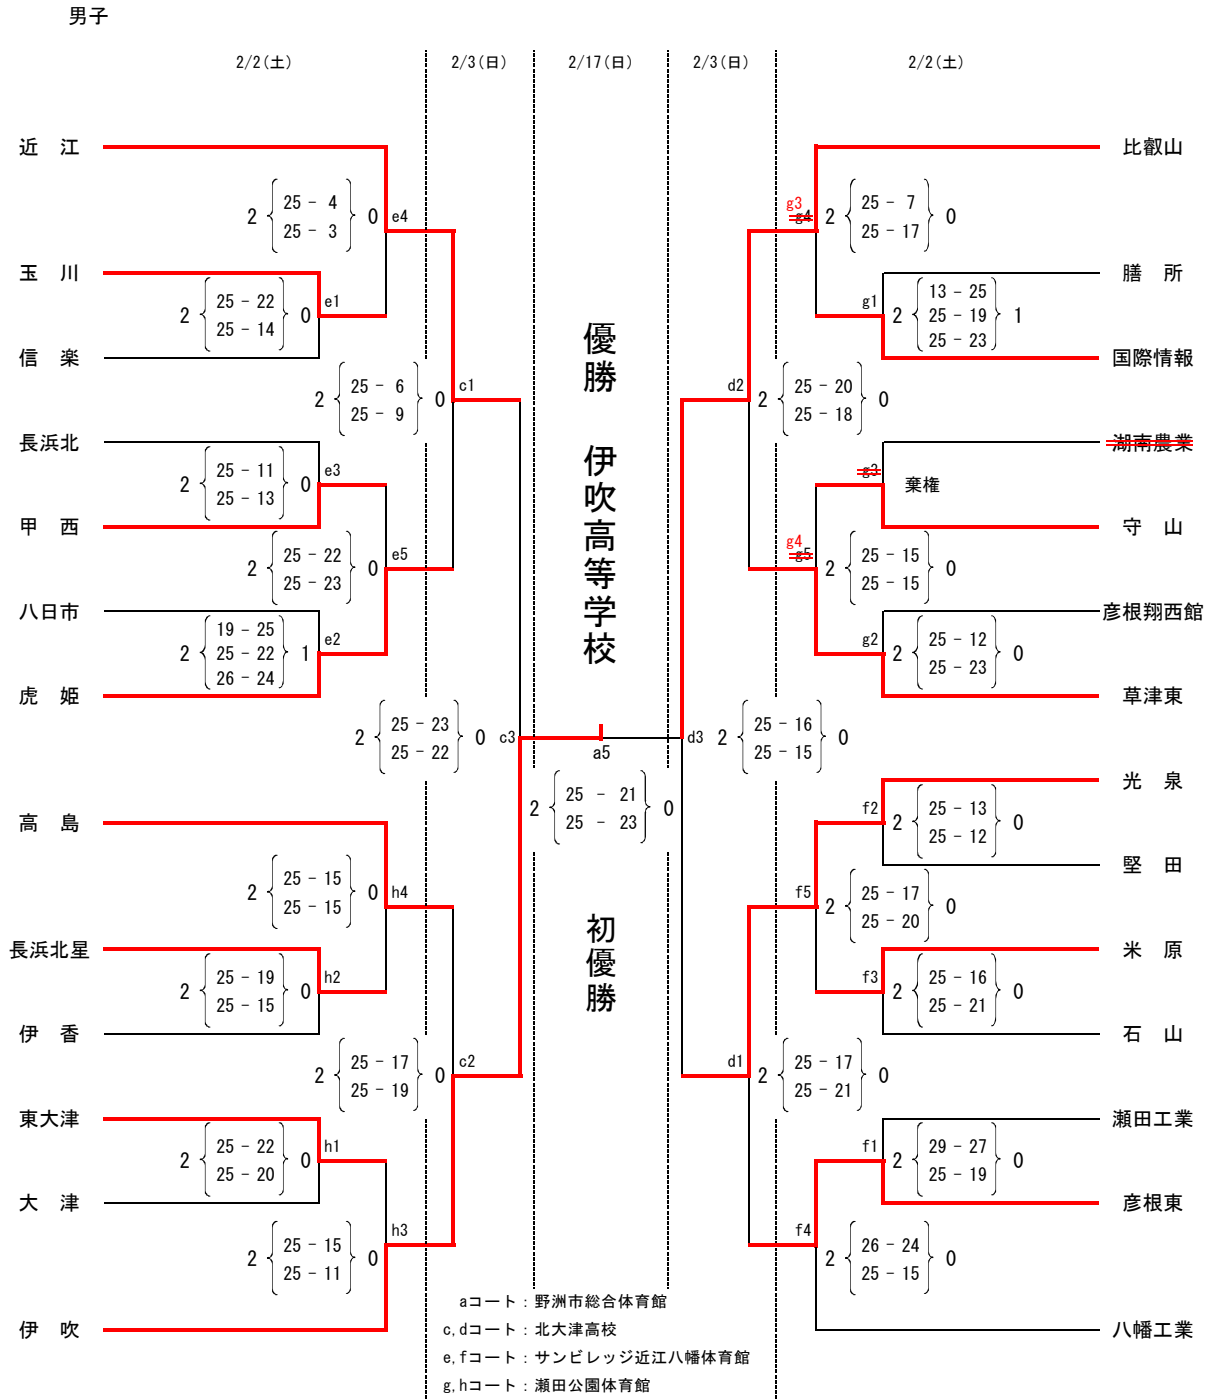 男子
2/2(土) 2/3(日) 2/17(日) 2/3(日) 2/2(土)
近　江
2 25 - 4 0 e4
25 - 3
玉　川
2 25 - 22 0 e1
25 - 14
信　楽
2 25 - 6 0 c1
25 - 9
長浜北
2 25 - 11 0 e3
25 - 13
甲　西
2 25 - 22 0 e5
25 - 23
八日市
19 - 25
2 25 - 22 1 e2
26 - 24
虎　姫
2 25 - 23 0 c3
25 - 22
高　島
2 25 - 15 0 h4
25 - 15
長浜北星
2 25 - 19 0 h2
25 - 15
伊　香
2 25 - 17 0 c2
25 - 19
東大津
2 25 - 22 0 h1
25 - 20
大　津
2 25 - 15 0 h3
25 - 11
伊　吹
優勝　伊吹高等学校
a5
2 25 - 21 0
25 - 23
初優勝
比叡山
g3
g4 2 25 - 7 0
25 - 17
膳　所
g1 13 - 25
2 25 - 19 1
25 - 23
国際情報
d2 2 25 - 20 0
25 - 18
湖南農業
g3 棄権
守　山
g4
g5 2 25 - 15 0
25 - 15
彦根翔西館
g2 2 25 - 12 0
25 - 23
草津東
d3 2 25 - 16 0
25 - 15
光　泉
f2 2 25 - 13 0
25 - 12
堅　田
f5 2 25 - 17 0
25 - 20
米　原
f3 2 25 - 16 0
25 - 21
石　山
d1 2 25 - 17 0
25 - 21
瀬田工業
f1 2 29 - 27 0
25 - 19
彦根東
f4 2 26 - 24 0
25 - 15
八幡工業
aコート：野洲市総合体育館
c,dコート：北大津高校
e,fコート：サンビレッジ近江八幡体育館
g,hコート：瀬田公園体育館